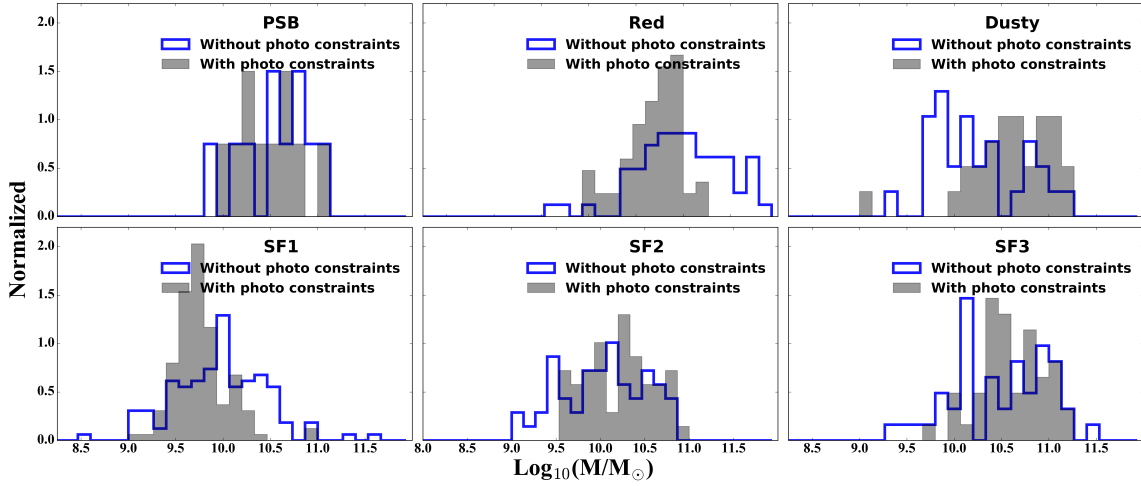 PSB
Without photo constraints
With photo constraints
Red
Without photo constraints
With photo constraints
Dusty
Without photo constraints
With photo constraints
2.0
1.5
1.0
0.5
0.0
SF1
Without photo constraints
With photo constraints
SF2
Without photo constraints
With photo constraints
SF3
Without photo constraints
With photo constraints
2.0
1.5
1.0
0.5
0.0
8.5 9.0 9.5 10.0 10.5 11.0 11.5
8.0 8.5 9.0 9.5 10.0 10.5 11.0 11.5
8.0 8.5 9.0 9.5 10.0 10.5 11.0 11.5
Normalized
Log₁₀(M/M☉)